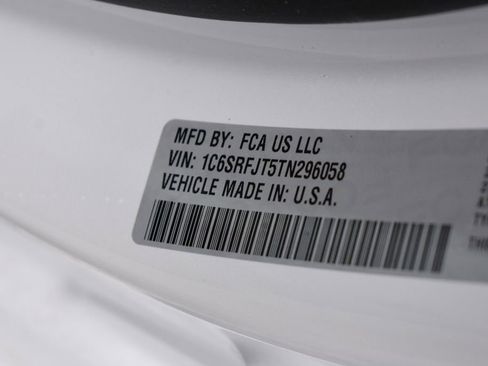 MFD BY: FCA US LLC
VIN: 1C6SRFJT5TN296058
VEHICLE MADE IN: U.S.A.